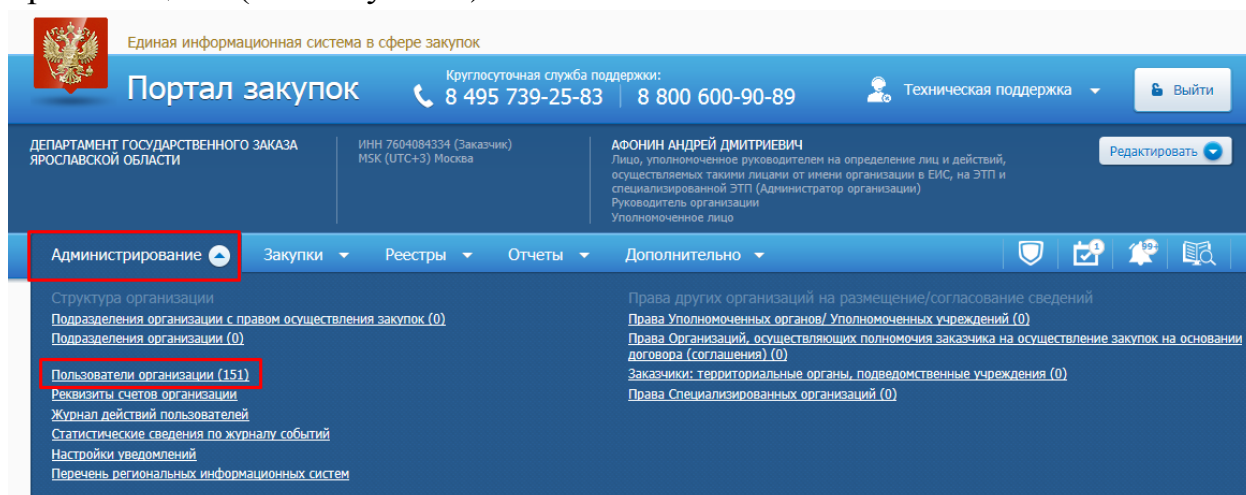 Единая информационная система в сфере закупок
Портал закупок
Круглосуточная служба поддержки:
8 495 739-25-83 8 800 600-90-89
Техническая поддержка
Выйти
ДЕПАРТАМЕНТ ГОСУДАРСТВЕННОГО ЗАКАЗА
ЯРОСЛАВСКОЙ ОБЛАСТИ
ИНН 7604084334 (Заказчик)
MSK (UTC+3) Москва
АФОНИН АНДРЕЙ ДМИТРИЕВИЧ
Лицо, уполномоченное руководителем на определение лиц и действий,
осуществляемых такими лицами от имени организации в ЕИС, на ЭТП и
специализированной ЭТП (Администратор организации)
Руководитель организации
Уполномоченное лицо
Редактировать
Администрирование Закупки Реестры Отчеты Дополнительно
1 99+
Структура организации
Подразделения организации с правом осуществления закупок (0)
Подразделения организации (0)
Пользователи организации (151)
Реквизиты счетов организации
Журнал действий пользователей
Статистические сведения по журналу событий
Настройки уведомлений
Перечень региональных информационных систем
Права других организаций на размещение/согласование сведений
Права Уполномоченных органов/ Уполномоченных учреждений (0)
Права Организаций, осуществляющих полномочия заказчика на осуществление закупок на основании
договора (соглашения) (0)
Заказчики: территориальные органы, подведомственные учреждения (0)
Права Специализированных организаций (0)